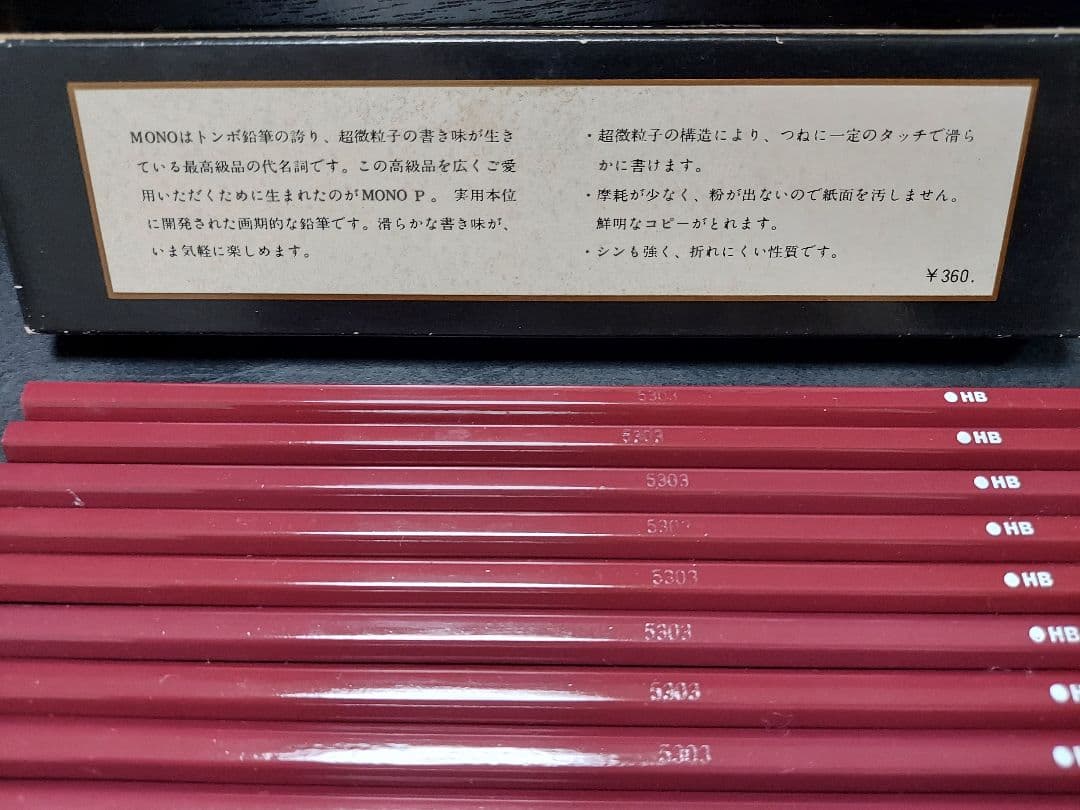 MONOはトンボ鉛筆の誇り、超微粒子の書き味が生き
ている最高級品の代名詞です。この高級品を広くご愛
用いただくために生まれたのがMONO P。 実用本位
に開発された画期的な鉛筆です。滑らかな書き味が、
いま気軽に楽しめます。
・超微粒子の構造により、つねに一定のタッチで滑ら
かに書けます。
・摩耗が少なく、粉が出ないので紙面を汚しません。
鮮明なコピーがとれます。
・シンも強く、折れにくい性質です。
￥360.
5303 HB
5303 HB
5303 HB
5303 HB
5303 HB
5303 HB
5303
5303